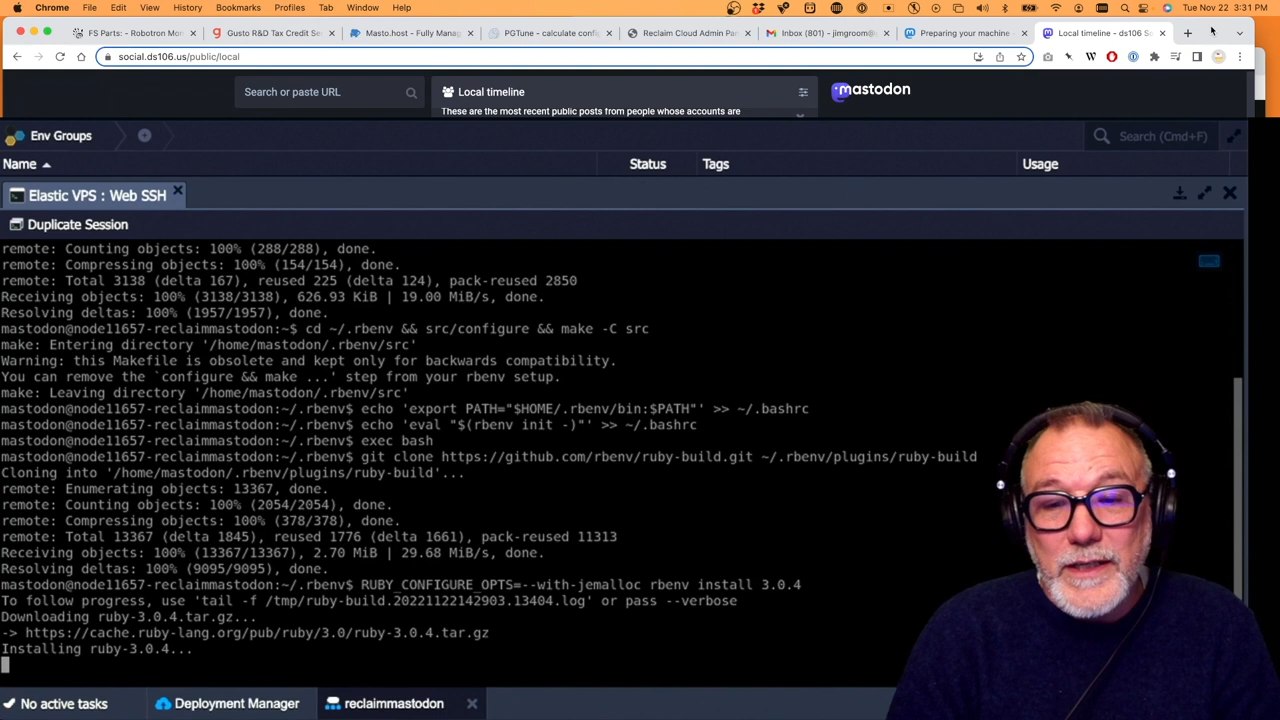 Chrome File Edit View History Bookmarks Profiles Tab Window Help Tue Nov 22 3:31 PM
FS Parts: - Robotron Mon Gusto R&D Tax Credit Se Masto.host - Fully Manag PGTune - calculate config Reclaim Cloud Admin Pan Inbox (801) - jimgroom@ Preparing your machine Local timeline - ds106 So
social.ds106.us/public/local
Search or paste URL Local timeline mastodon
These are the most recent public posts from people whose accounts are
Env Groups Search (Cmd+F)
Name Status Tags Usage
Elastic VPS : Web SSH
Duplicate Session
remote: Counting objects: 100% (288/288), done.
remote: Compressing objects: 100% (154/154), done.
remote: Total 3138 (delta 167), reused 225 (delta 124), pack-reused 2850
Receiving objects: 100% (3138/3138), 626.93 KiB | 19.00 MiB/s, done.
Resolving deltas: 100% (1957/1957), done.
mastodon@node11657-reclaimmastodon:~$ cd ~/.rbenv && src/configure && make -C src
make: Entering directory '/home/mastodon/.rbenv/src'
Warning: this Makefile is obsolete and kept only for backwards compatibility.
You can remove the `configure && make ...' step from your rbenv setup.
make: Leaving directory '/home/mastodon/.rbenv/src'
mastodon@node11657-reclaimmastodon:~/.rbenv$ echo 'export PATH="$HOME/.rbenv/bin:$PATH"' >> ~/.bashrc
mastodon@node11657-reclaimmastodon:~/.rbenv$ echo 'eval "$(rbenv init -)"' >> ~/.bashrc
mastodon@node11657-reclaimmastodon:~/.rbenv$ exec bash
mastodon@node11657-reclaimmastodon:~/.rbenv$ git clone https://github.com/rbenv/ruby-build.git ~/.rbenv/plugins/ruby-build
Cloning into '/home/mastodon/.rbenv/plugins/ruby-build'...
remote: Enumerating objects: 13367, done.
remote: Counting objects: 100% (2054/2054), done.
remote: Compressing objects: 100% (378/378), done.
remote: Total 13367 (delta 1845), reused 1776 (delta 1661), pack-reused 11313
Receiving objects: 100% (13367/13367), 2.70 MiB | 29.68 MiB/s, done.
Resolving deltas: 100% (9095/9095), done.
mastodon@node11657-reclaimmastodon:~/.rbenv$ RUBY_CONFIGURE_OPTS=--with-jemalloc rbenv install 3.0.4
To follow progress, use 'tail -f /tmp/ruby-build.20221122142903.13404.log' or pass --verbose
Downloading ruby-3.0.4.tar.gz...
-> https://cache.ruby-lang.org/pub/ruby/3.0/ruby-3.0.4.tar.gz
Installing ruby-3.0.4...
No active tasks Deployment Manager reclaimmastodon